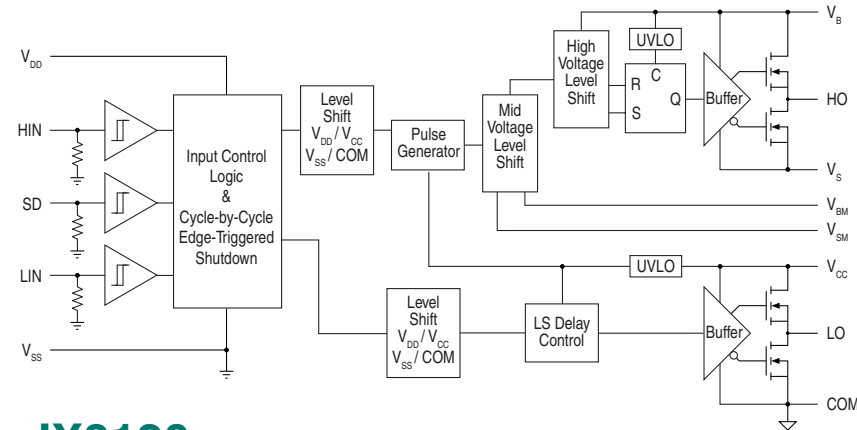 V_B
UVLO
High
Voltage
Level
Shift
R
C
S
Q
Buffer
HO
V_S
V_DD
HIN
SD
LIN
V_SS
Input Control
Logic
&
Cycle-by-Cycle
Edge-Triggered
Shutdown
Level
Shift
V_DD / V_CC
V_SS / COM
Pulse
Generator
Mid
Voltage
Level
Shift
V_BM
V_SM
UVLO
V_CC
Level
Shift
V_DD / V_CC
V_SS / COM
LS Delay
Control
Buffer
LO
COM